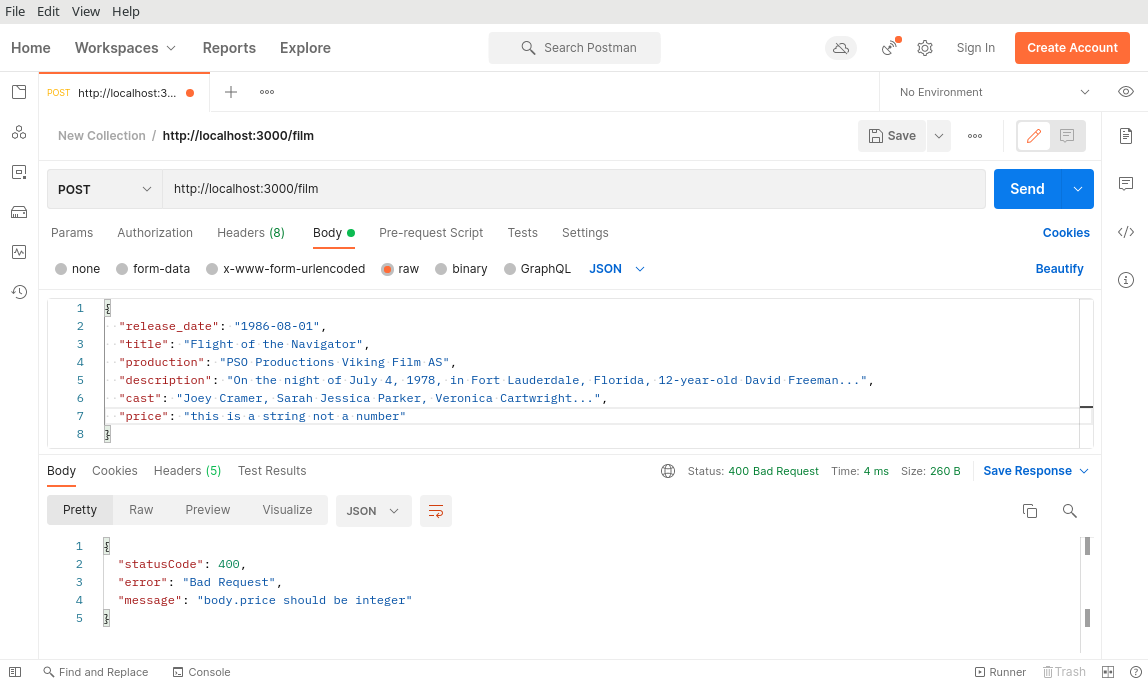 File Edit View Help
Home Workspaces Reports Explore Search Postman Sign In Create Account
POST http://localhost:3... No Environment
New Collection / http://localhost:3000/film Save
POST http://localhost:3000/film Send
Params Authorization Headers (8) Body Pre-request Script Tests Settings Cookies
none form-data x-www-form-urlencoded raw binary GraphQL JSON Beautify
1 {
2 "release_date": "1986-08-01",
3 "title": "Flight of the Navigator",
4 "production": "PSO Productions Viking Film AS",
5 "description": "On the night of July 4, 1978, in Fort Lauderdale, Florida, 12-year-old David Freeman...",
6 "cast": "Joey Cramer, Sarah Jessica Parker, Veronica Cartwright...",
7 "price": "this is a string not a number"
8 }
Body Cookies Headers (5) Test Results Status: 400 Bad Request Time: 4 ms Size: 260 B Save Response
Pretty Raw Preview Visualize JSON
1 {
2 "statusCode": 400,
3 "error": "Bad Request",
4 "message": "body.price should be integer"
5 }
Find and Replace Console Runner Trash